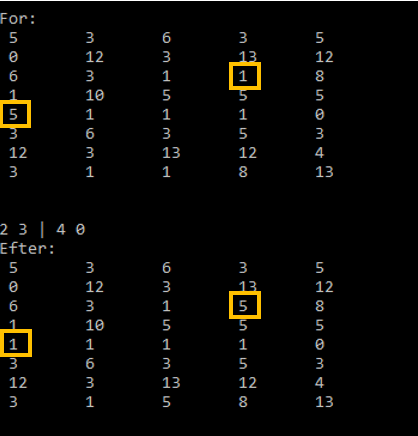 For:
5 3 6 3 5
0 12 3 13 12
6 3 1 1 8
1 10 5 5 5
5 1 1 1 0
3 6 3 5 3
12 3 13 12 4
3 1 1 8 13
2 3 | 4 0
Efter:
5 3 6 3 5
0 12 3 13 12
6 3 1 5 8
1 10 5 5 5
1 1 1 1 0
3 6 3 5 3
12 3 13 12 4
3 1 5 8 13